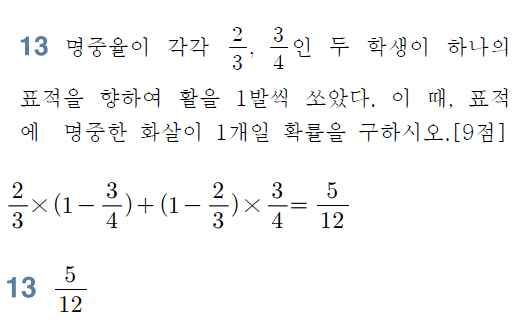 13 명중율이 각각 2/3, 3/4인 두 학생이 하나의
표적을 향하여 활을 1발씩 쏘았다. 이 때, 표적
에 명중한 화살이 1개일 확률을 구하시오.[9점]
2/3×(1−3/4)+(1−2/3)×3/4=5/12
13 5/12